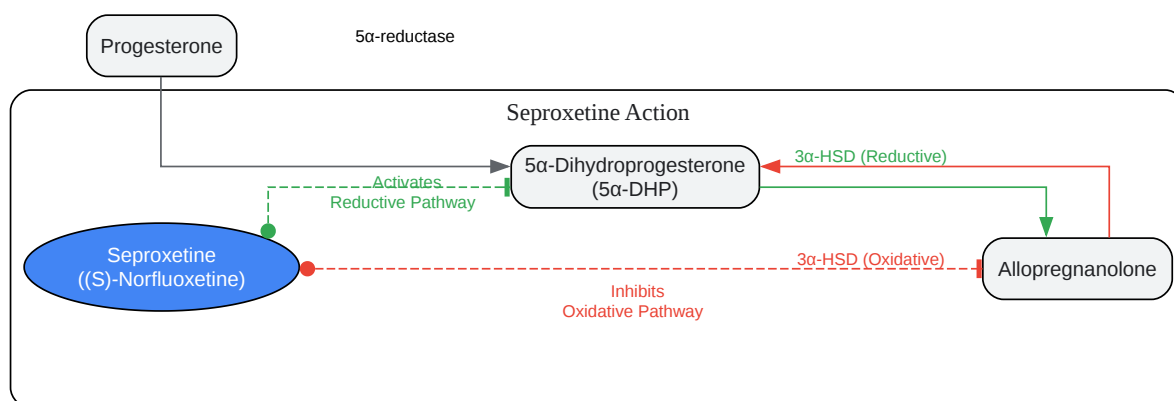 Progesterone
5α-reductase
Seproxetine Action
5α-Dihydroprogesterone
(5α-DHP)
3α-HSD (Reductive)
Activates
Reductive Pathway
Seproxetine
((S)-Norfluoxetine)
3α-HSD (Oxidative)
Allopregnanolone
Inhibits
Oxidative Pathway